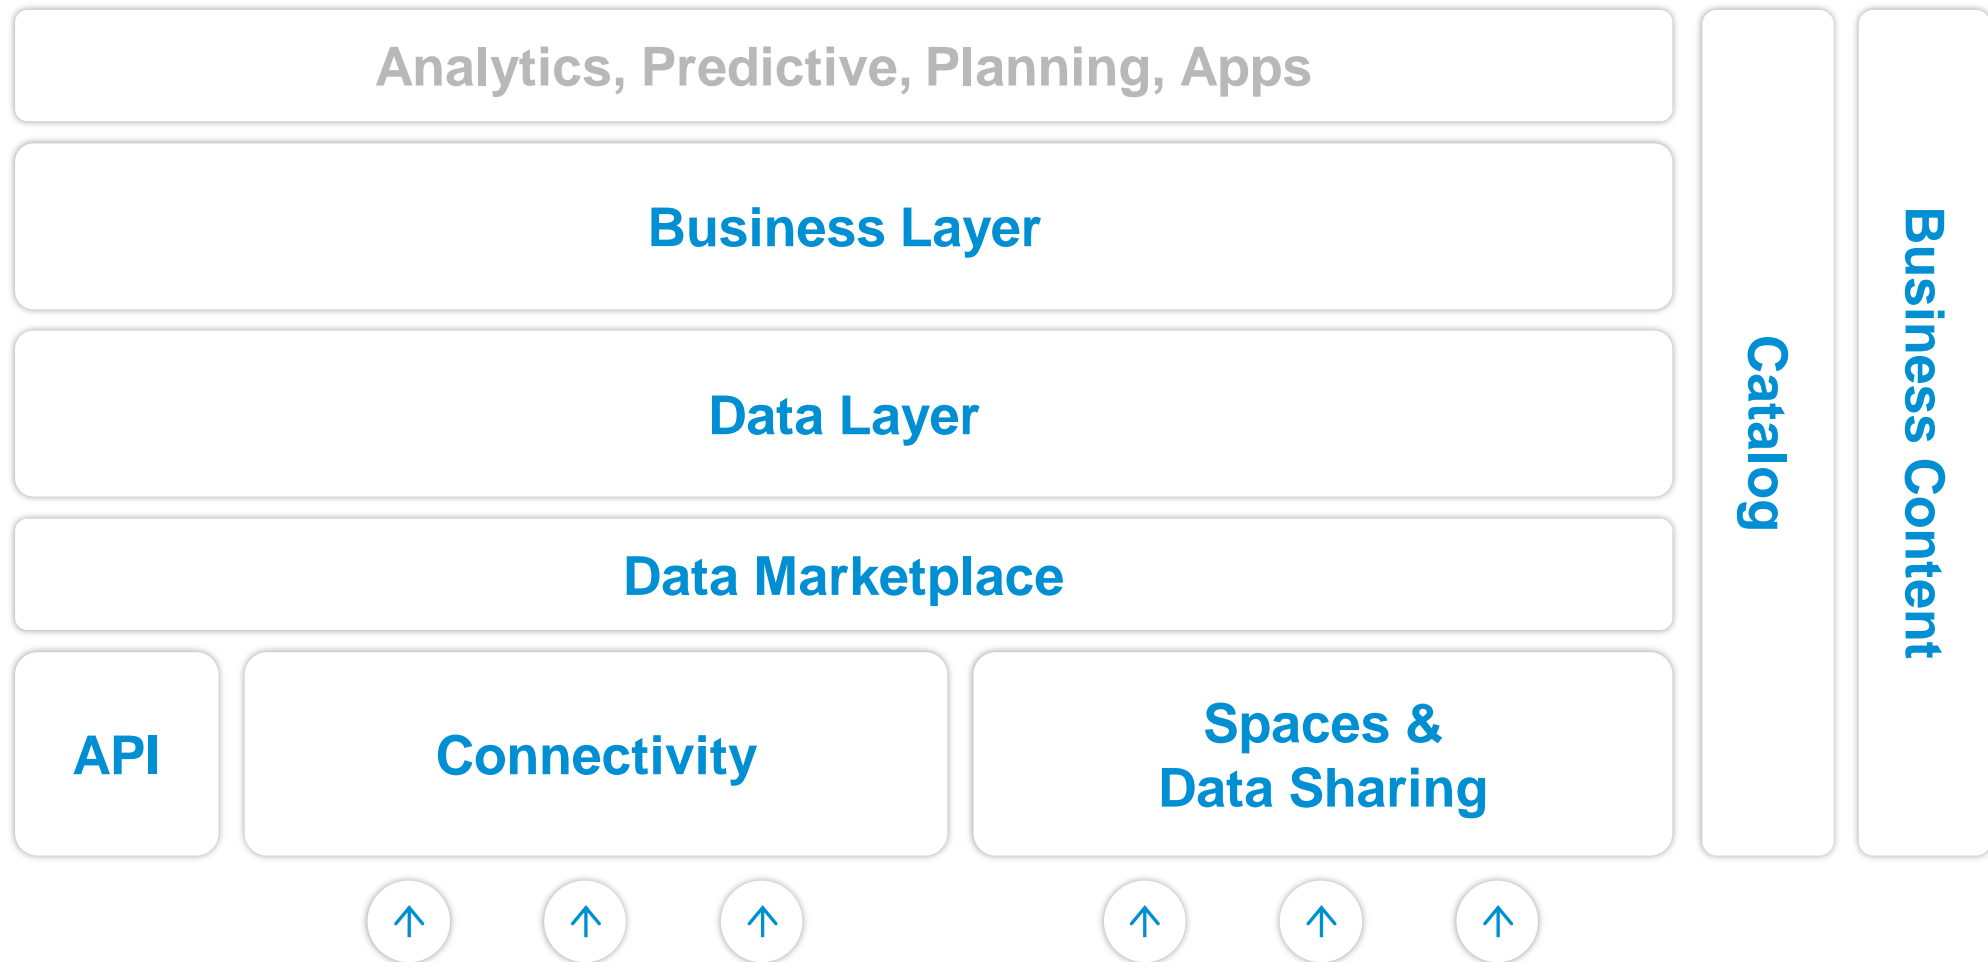 Analytics, Predictive, Planning, Apps
Business Layer
Data Layer
Data Marketplace
API
Connectivity
Spaces &
Data Sharing
Catalog
Business Content